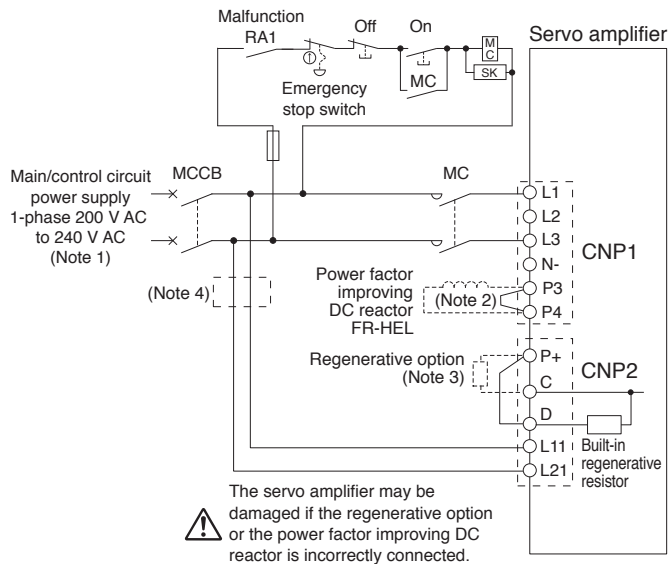 Malfunction
RA1
Off
On
Emergency
stop switch
MC
M
C
SK
Servo amplifier
Main/control circuit
power supply
1-phase 200 V AC
to 240 V AC
(Note 1)
MCCB
MC
(Note 4)
Power factor
improving
DC reactor
FR-HEL
(Note 2)
Regenerative option
(Note 3)
L1
L2
L3
N-
P3
P4
CNP1
P+
C
D
L11
L21
CNP2
Built-in
regenerative
resistor
The servo amplifier may be
damaged if the regenerative option
or the power factor improving DC
reactor is incorrectly connected.